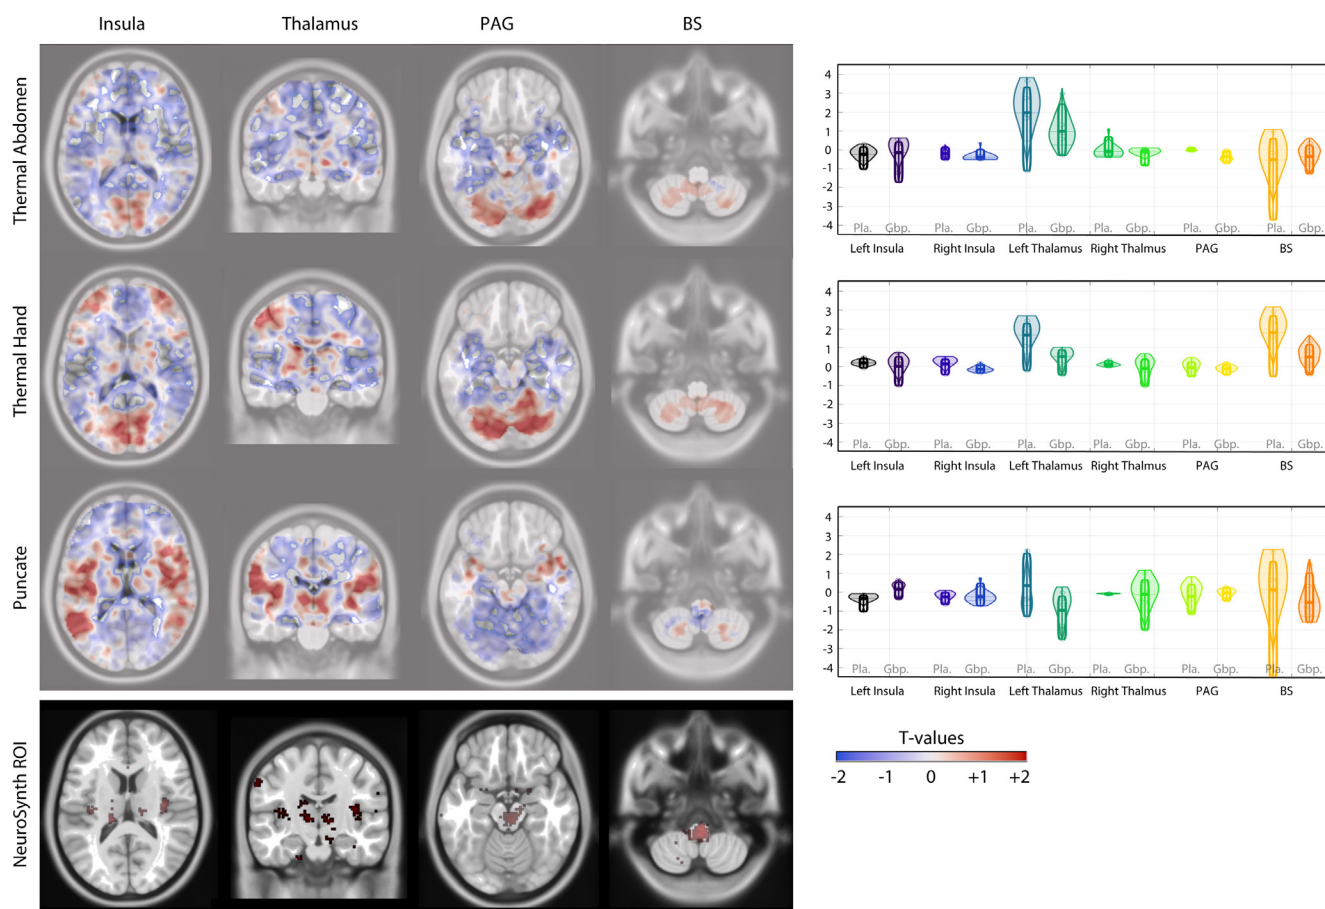 Insula Thalamus PAG BS
Thermal Abdomen
4
3
2
1
0
-1
-2
-3
-4
Pla. Gbp. Pla. Gbp. Pla. Gbp. Pla. Gbp. Pla. Gbp. Pla. Gbp.
Left Insula Right Insula Left Thalamus Right Thalmus PAG BS
Thermal Hand
4
3
2
1
0
-1
-2
-3
-4
Pla. Gbp. Pla. Gbp. Pla. Gbp. Pla. Gbp. Pla. Gbp. Pla. Gbp.
Left Insula Right Insula Left Thalamus Right Thalmus PAG BS
Puncate
4
3
2
1
0
-1
-2
-3
-4
Pla. Gbp. Pla. Gbp. Pla. Gbp. Pla. Gbp. Pla. Gbp. Pla. Gbp.
Left Insula Right Insula Left Thalamus Right Thalmus PAG BS
NeuroSynth ROI
T-values
-2 -1 0 +1 +2